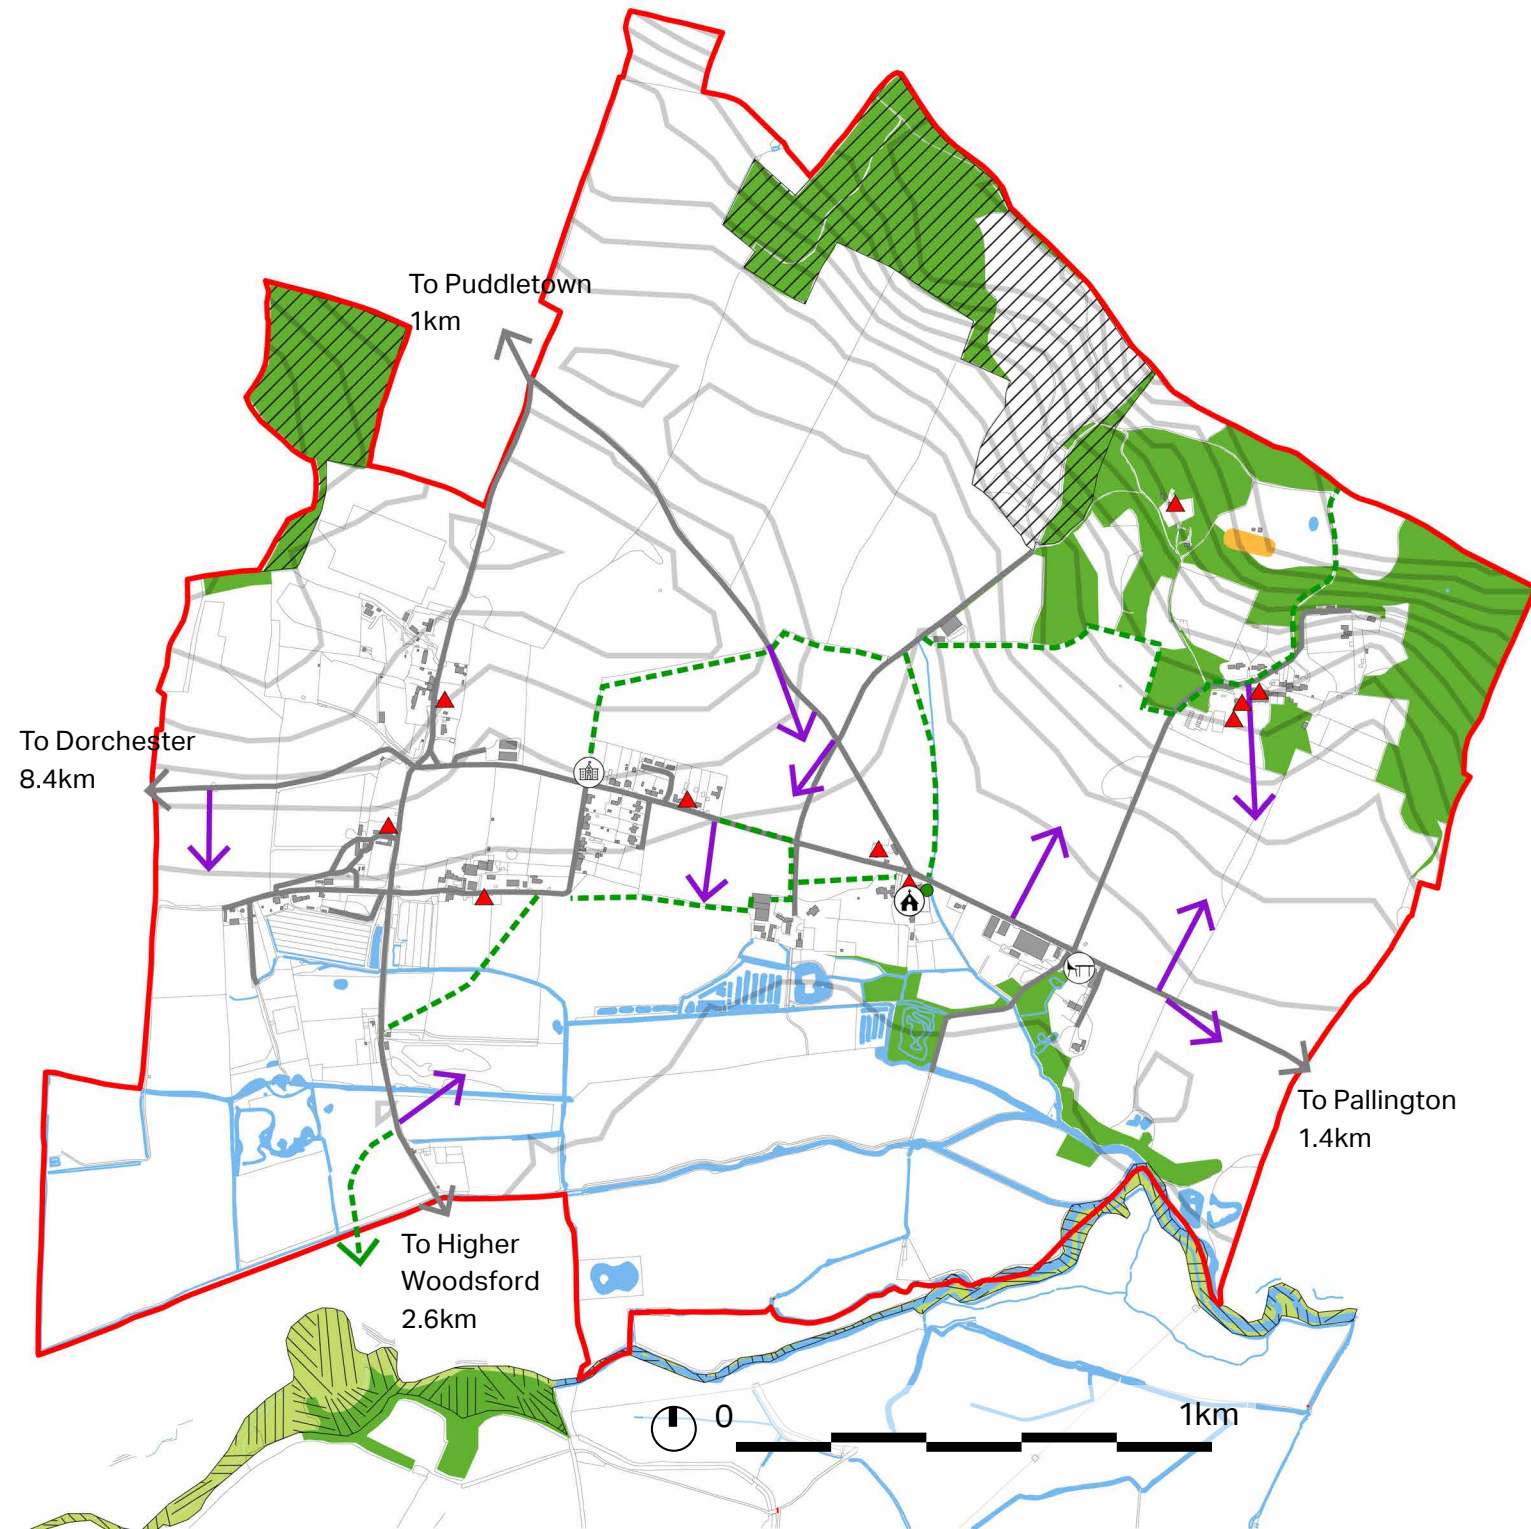 To Puddletown
1km
To Dorchester
8.4km
To Pallington
1.4km
To Higher
Woodsford
2.6km
0
1km